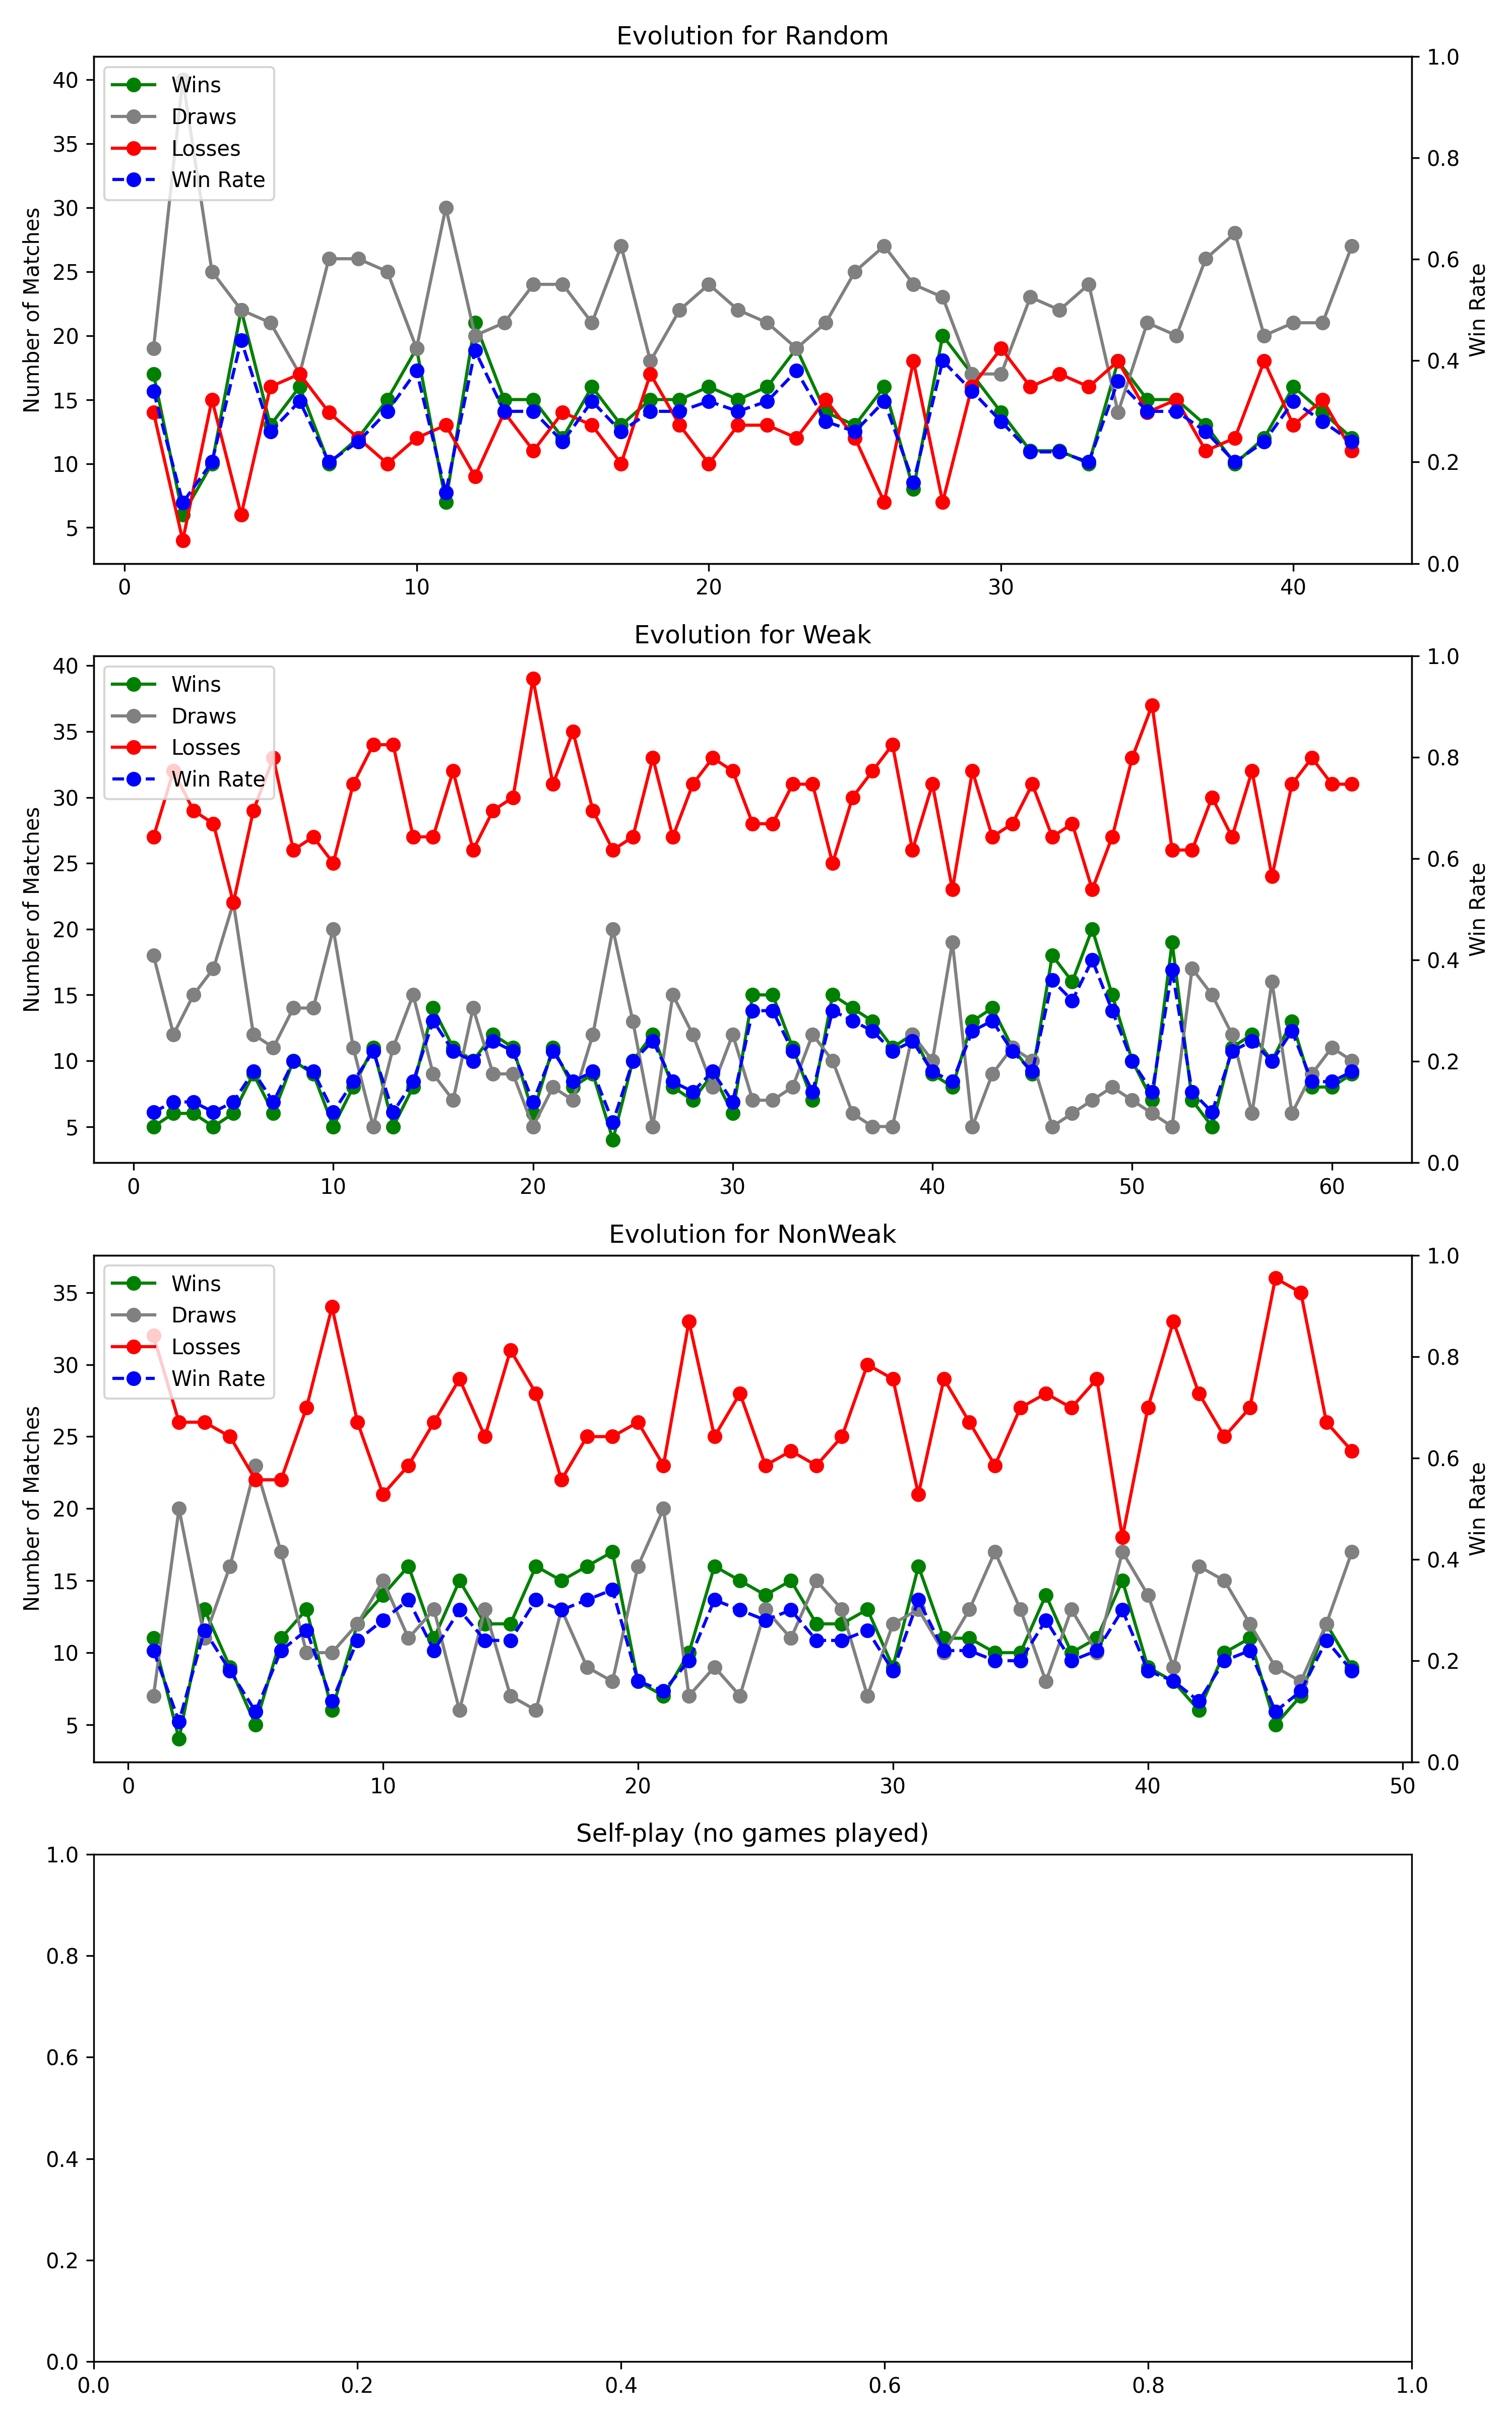 Evolution for Random
Wins
Draws
Losses
Win Rate
Number of Matches
Win Rate
40
35
30
25
20
15
10
5
1.0
0.8
0.6
0.4
0.2
0.0
0 10 20 30 40
Evolution for Weak
Wins
Draws
Losses
Win Rate
Number of Matches
Win Rate
40
35
30
25
20
15
10
5
1.0
0.8
0.6
0.4
0.2
0.0
0 10 20 30 40 50 60
Evolution for NonWeak
Wins
Draws
Losses
Win Rate
Number of Matches
Win Rate
35
30
25
20
15
10
5
1.0
0.8
0.6
0.4
0.2
0.0
0 10 20 30 40 50
Self-play (no games played)
1.0
0.8
0.6
0.4
0.2
0.0
0.0 0.2 0.4 0.6 0.8 1.0